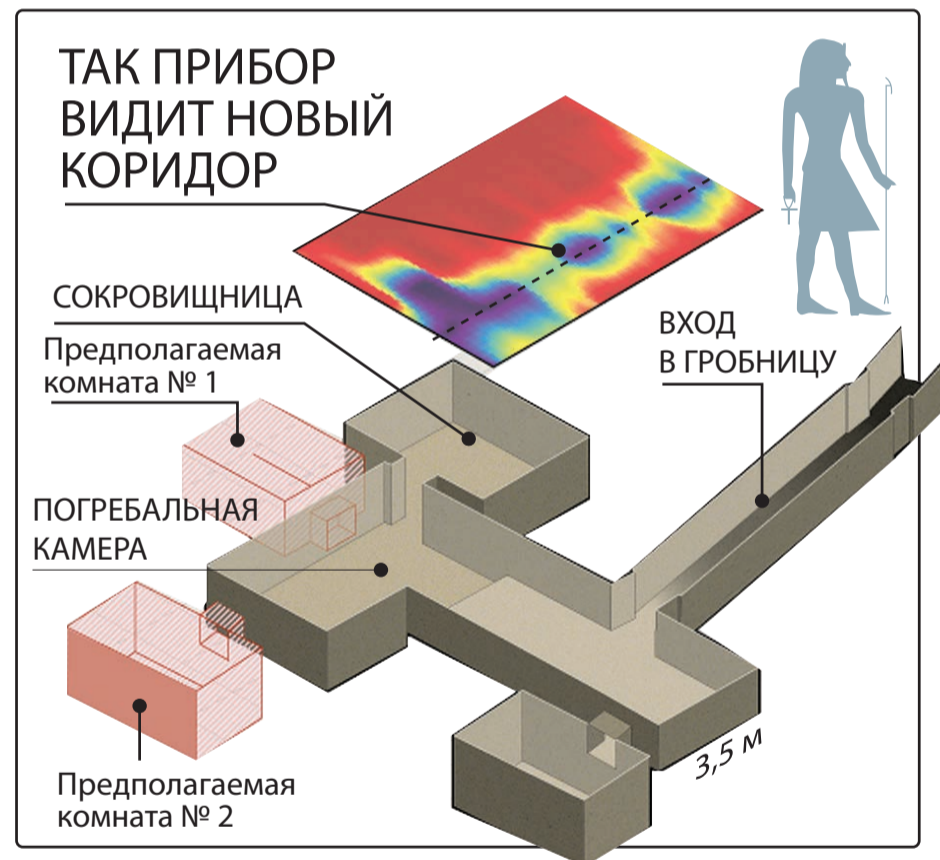 ТАК ПРИБОР
ВИДИТ НОВЫЙ
КОРИДОР
СОКРОВИЩНИЦА
Предполагаемая
комната № 1
ВХОД
В ГРОБНИЦУ
ПОГРЕБАЛЬНАЯ
КАМЕРА
3,5 м
Предполагаемая
комната № 2